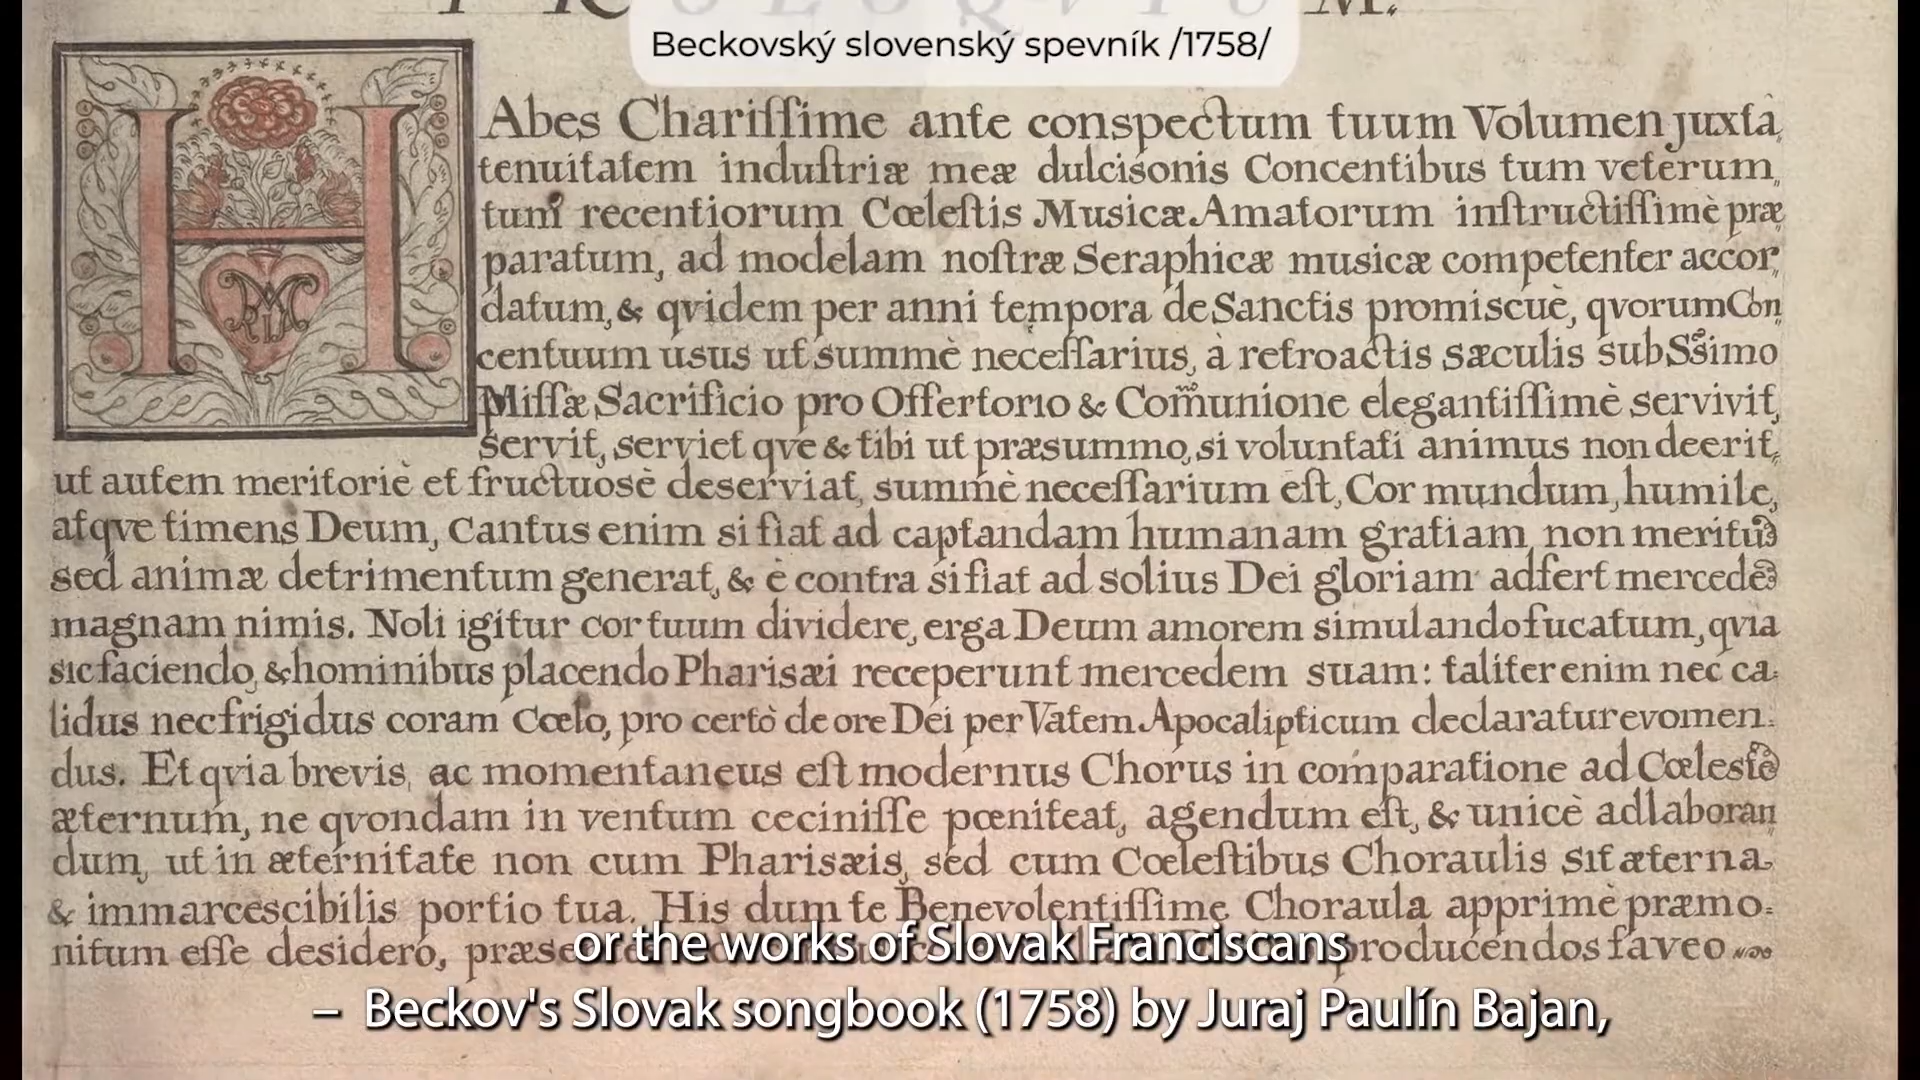 Beckovský slovenský spevník /1758/
HAbes Chariſſime ante conspectum tuum Volumen juxta,
tenuitatem induſtriæ meæ dulcisonis Concentibus tum veterum,
tum recentiorum Cœleſtis Musicæ Amatorum inſtructiſſimè præ
paratum, ad modelam noſtræ Seraphicæ musicæ competenter accor,,
datum, & qvidem per anni tempora de Sanctis promiscuè, qvorum Con,,
centuum usus ut summè neceſſarius, à retroactis sæculis sub Sſsimo
Miſſæ Sacrificio pro Offertorio & Com̃unione elegantiſſimè servivit,
servit, serviet qve & tibi ut præsummo, si voluntati animus non deerit,
ut autem meritoriè et fructuosè deserviat, summè neceſſarium eſt, Cor mundum, humile,
atqve timens Deum, Cantus enim si fiat ad captandam humanam gratiam, non meritũ
sed animæ detrimentum generat, & è contra si fiat ad solius Dei gloriam adfert mercedẽ
magnam nimis. Noli igitur cor tuum dividere, erga Deum amorem simulando fucatum, qvia
sic faciendo, & hominibus placendo Pharisæi receperunt mercedem suam: taliter enim nec ca-
lidus nec frigidus coram Cœlo, pro certò de ore Dei per Vatem Apocalipticum declaratur evomen-
dus. Et qvia brevis, ac momentaneus eſt modernus Chorus in comparatione ad Cœlestẽ
æternum, ne qvondam in ventum ceciniſſe pœniteat, agendum eſt, & unicè adlaboran,,
dum, ut in æternitate non cum Pharisæis, sed cum Cœleſtibus Choraulis sit æterna
& immarcescibilis portio tua. His dum te Benevolentiſſime Choraula apprimè præmo-
nitum eſſe desidero, producendos faveo
or the works of Slovak Franciscans
– Beckov's Slovak songbook (1758) by Juraj Paulín Bajan,